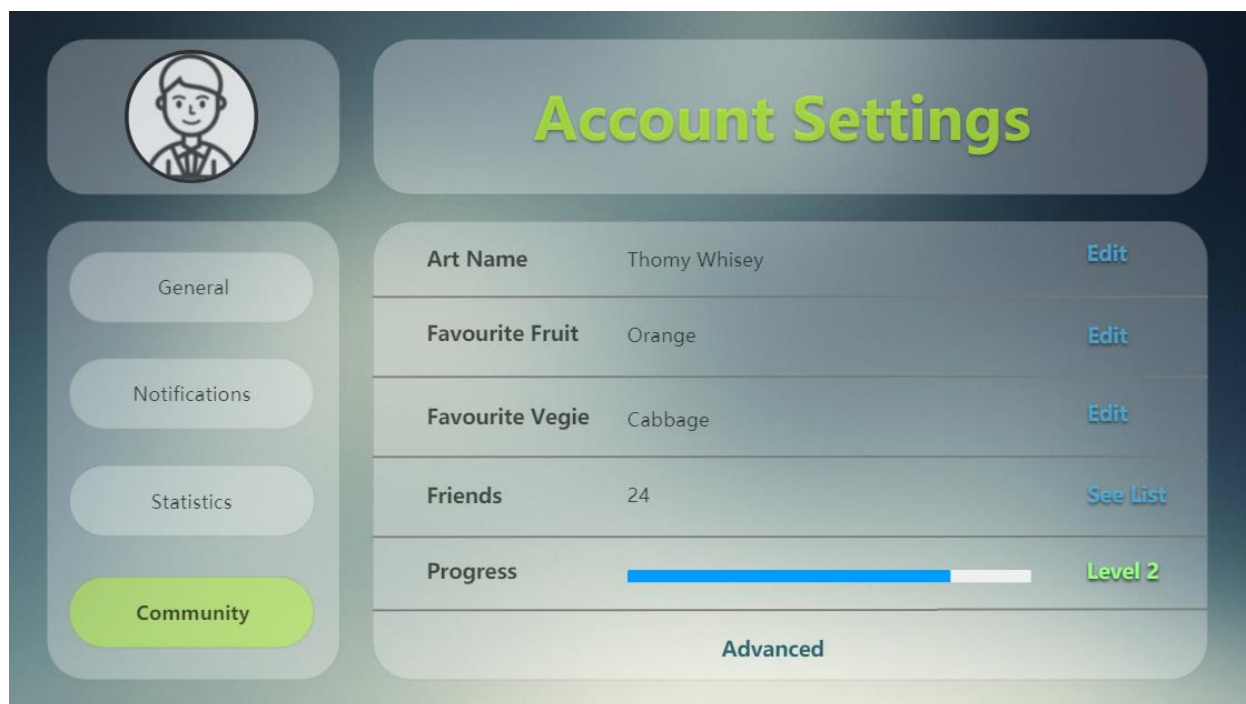 Account Settings
General
Notifications
Statistics
Community
Art Name Thomy Whisey Edit
Favourite Fruit Orange Edit
Favourite Vegie Cabbage Edit
Friends 24 See List
Progress Level 2
Advanced